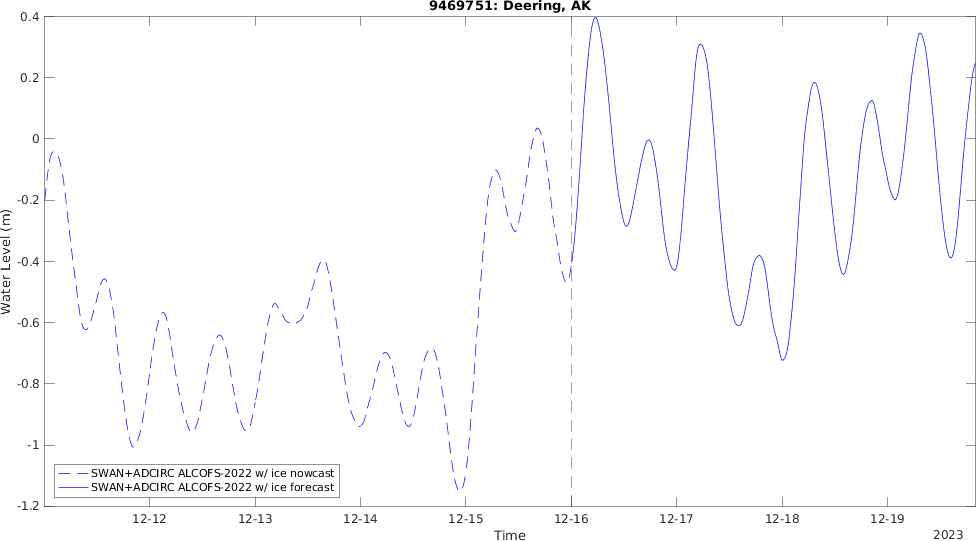 9469751: Deering, AK
0.4
0.2
0
-0.2
-0.4
-0.6
-0.8
-1
-1.2
Water Level (m)
SWAN+ADCIRC ALCOFS-2022 w/ ice nowcast
SWAN+ADCIRC ALCOFS-2022 w/ ice forecast
12-12 12-13 12-14 12-15 12-16 12-17 12-18 12-19
Time
2023